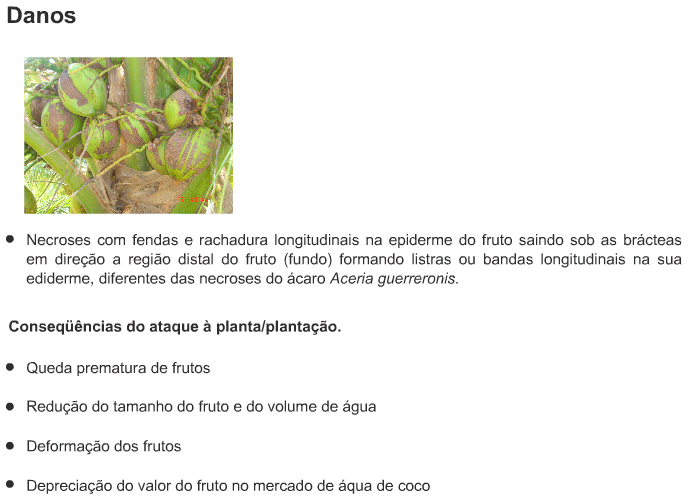 Danos
Necroses com fendas e rachadura longitudinais na epiderme do fruto saindo sob as brácteas
em direção a região distal do fruto (fundo) formando listras ou bandas longitudinais na sua
ediderme, diferentes das necroses do ácaro Aceria guerreronis.
Conseqüências do ataque à planta/plantação.
Queda prematura de frutos
Redução do tamanho do fruto e do volume de água
Deformação dos frutos
Depreciação do valor do fruto no mercado de áqua de coco